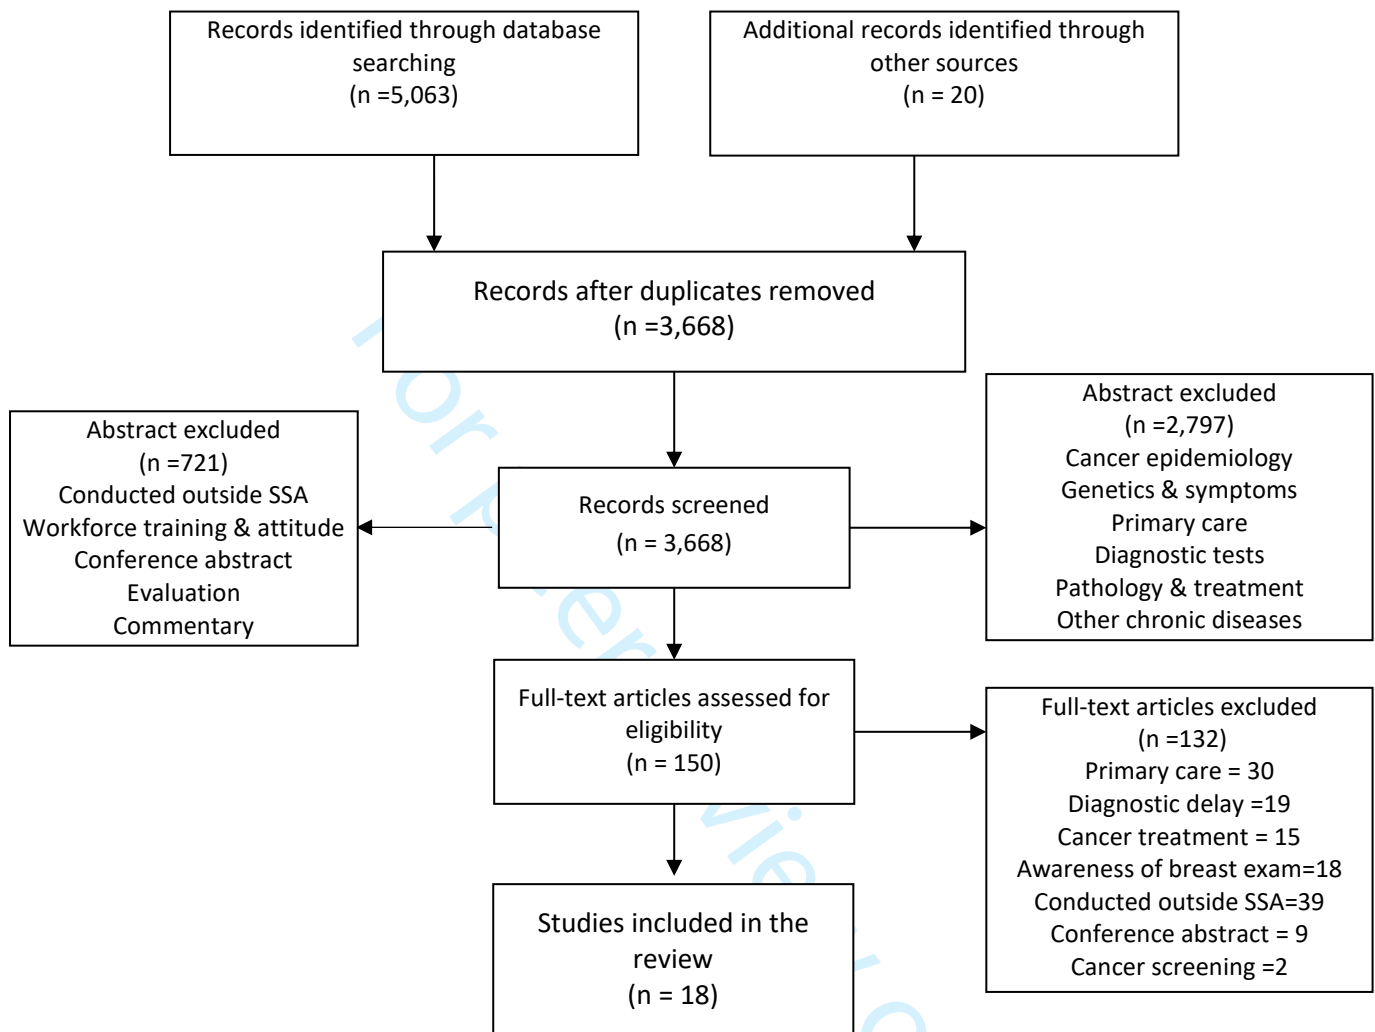 Records identified through database
searching
(n =5,063)
Additional records identified through
other sources
(n = 20)
Records after duplicates removed
(n =3,668)
Abstract excluded
(n =721)
Conducted outside SSA
Workforce training & attitude
Conference abstract
Evaluation
Commentary
Records screened
(n = 3,668)
Abstract excluded
(n =2,797)
Cancer epidemiology
Genetics & symptoms
Primary care
Diagnostic tests
Pathology & treatment
Other chronic diseases
Full-text articles assessed for
eligibility
(n = 150)
Full-text articles excluded
(n =132)
Primary care = 30
Diagnostic delay =19
Cancer treatment = 15
Awareness of breast exam=18
Conducted outside SSA=39
Conference abstract = 9
Cancer screening =2
Studies included in the
review
(n = 18)